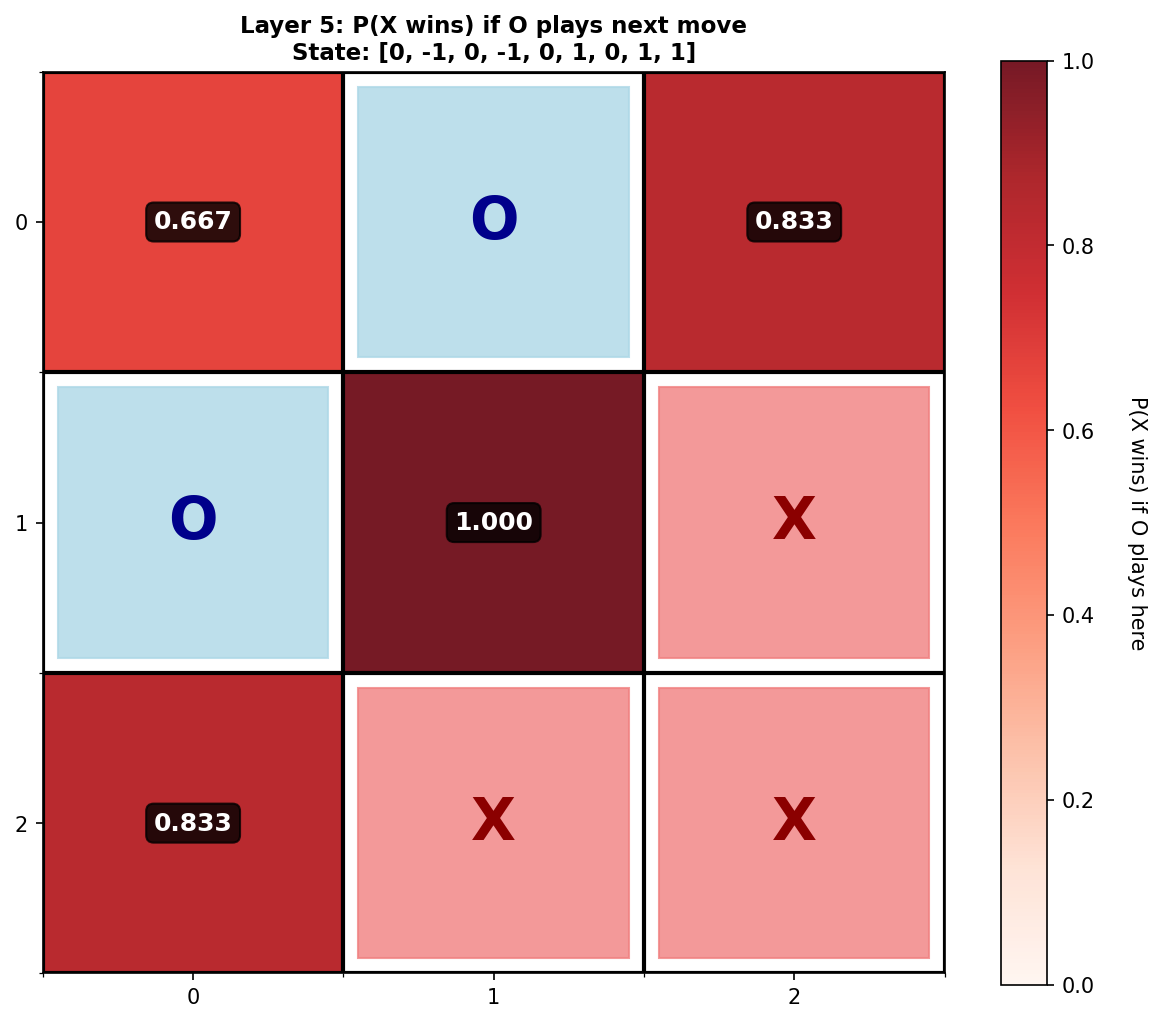 Layer 5: P(X wins) if O plays next move
State: [0, -1, 0, -1, 0, 1, 0, 1, 1]
0
0.667
O
0.833
1
O
1.000
X
2
0.833
X
X
0
1
2
1.0
0.8
0.6
0.4
0.2
0.0
P(X wins) if O plays here